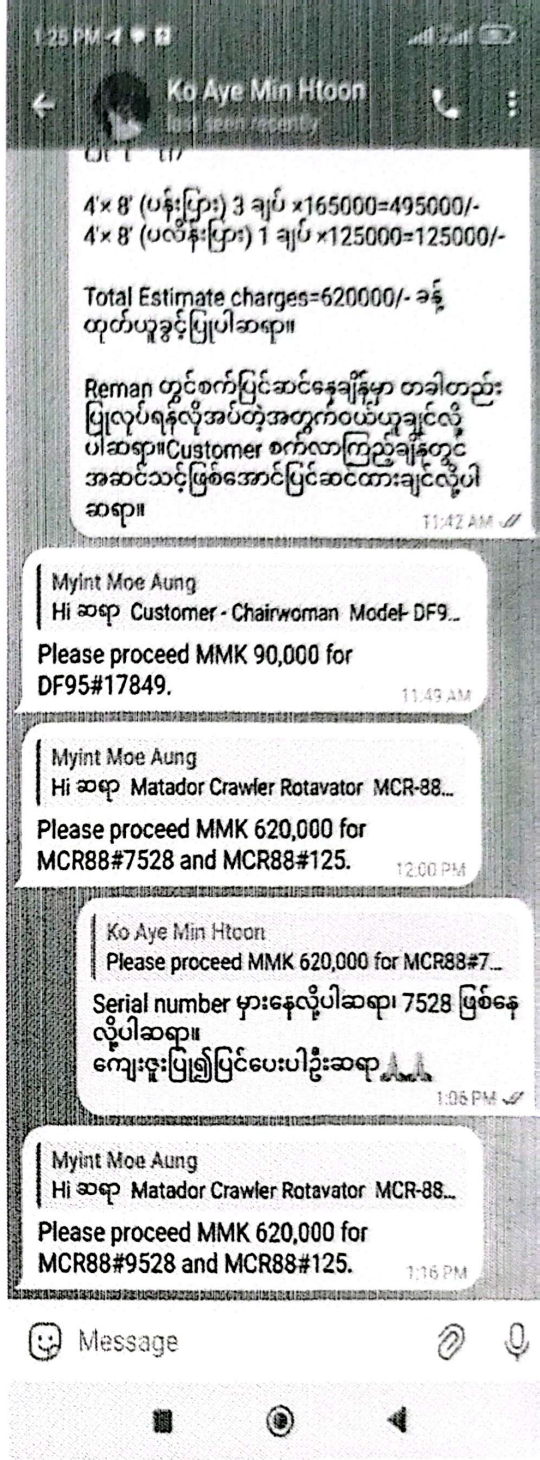 1:25 PM
Ko Aye Min Htoon
last seen recently
4'x 8' (ပန်းပြား) 3 ချပ် ×165000=495000/-
4'x 8' (ပလိန်းပြား) 1 ချပ် ×125000=125000/-
Total Estimate charges=620000/- ခန့်
ထုတ်ယူခွင့်ပြုပါဆရာ။
Reman တွင်စက်ပြင်ဆင်နေချိန်မှာ တခါတည်း
ပြုလုပ်ရန်လိုအပ်တဲ့အတွက်ဝယ်ယူချင်လို့
ပါဆရာ။Customer စက်လာကြည့်ချိန်တွင်
အဆင်သင့်ဖြစ်အောင်ပြင်ဆင်ထားချင်လို့ပါ
ဆရာ။
11:42 AM
Myint Moe Aung
Hi ဆရာ Customer - Chairwoman Model- DF9...
Please proceed MMK 90,000 for
DF95#17849.
11:49 AM
Myint Moe Aung
Hi ဆရာ Matador Crawler Rotavator MCR-88...
Please proceed MMK 620,000 for
MCR88#7528 and MCR88#125.
12:00 PM
Ko Aye Min Htoon
Please proceed MMK 620,000 for MCR88#7...
Serial number မှားနေလို့ပါဆရာ၊ 7528 ဖြစ်နေ
လို့ပါဆရာ။
ကျေးဇူးပြု၍ပြင်ပေးပါဦးဆရာ🙏🙏
1:06 PM
Myint Moe Aung
Hi ဆရာ Matador Crawler Rotavator MCR-88...
Please proceed MMK 620,000 for
MCR88#9528 and MCR88#125.
1:16 PM
Message